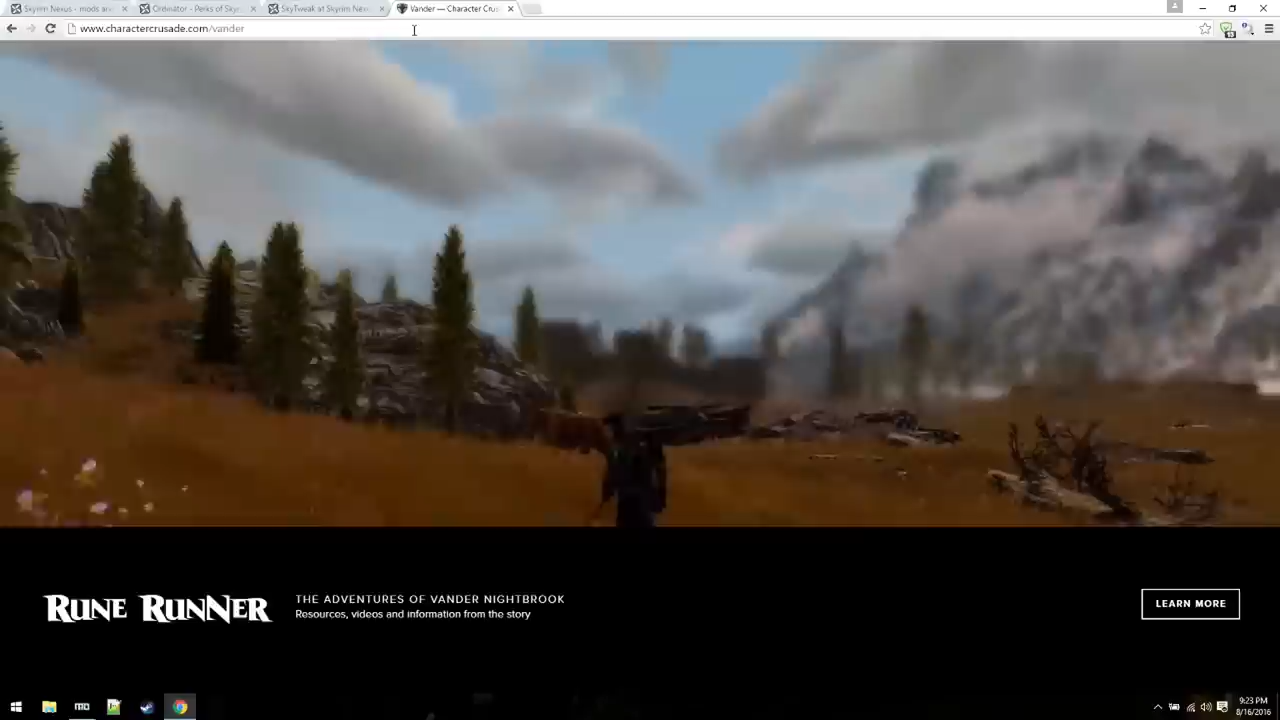 Skyrim Nexus - mods an
Ordinator - Perks of Sky
SkyTweak at Skyrim Nex
Vander — Character Crus
www.charactercrusade.com/vander
RUNE RUNNER
THE ADVENTURES OF VANDER NIGHTBROOK
Resources, videos and information from the story
LEARN MORE
9:23 PM
8/16/2016